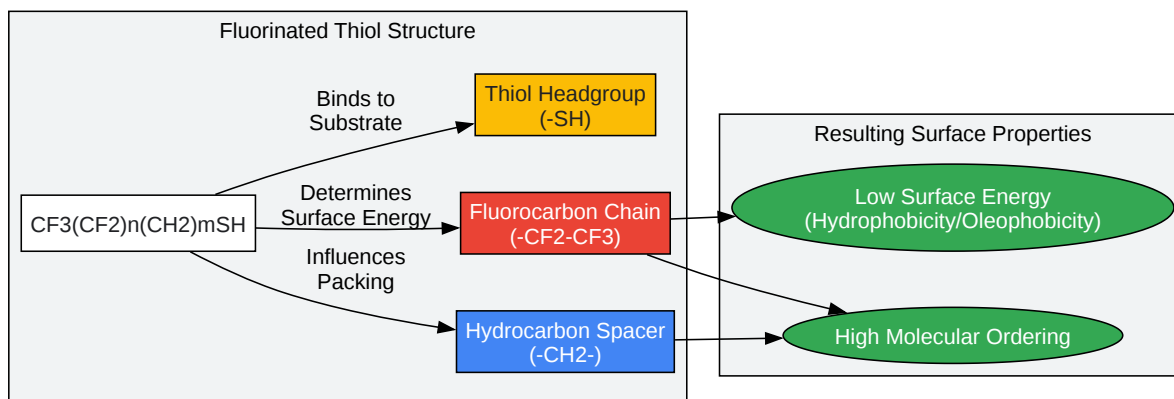 Fluorinated Thiol Structure
Binds to
Substrate
Thiol Headgroup
(-SH)
Resulting Surface Properties
CF3(CF2)n(CH2)mSH
Determines
Surface Energy
Fluorocarbon Chain
(-CF2-CF3)
Low Surface Energy
(Hydrophobicity/Oleophobicity)
Influences
Packing
Hydrocarbon Spacer
(-CH2-)
High Molecular Ordering